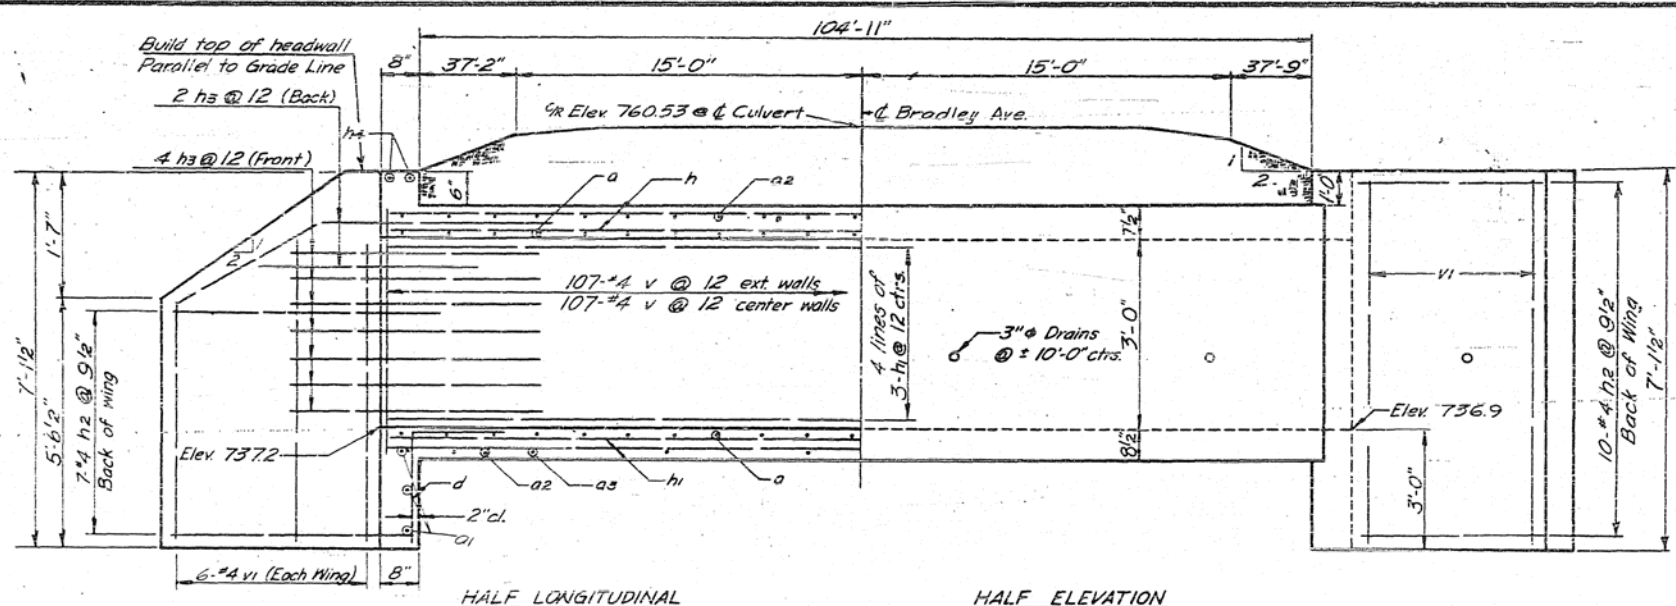 104'-11"
Build top of headwall
Parallel to Grade Line
8"
37'-2"
15'-0"
15'-0"
37'-9"
2 h3 @ 12 (Back)
C/R Elev. 760.53 @ ℄ Culvert
℄ Bradley Ave.
h4
4 h3 @ 12 (Front)
6"
a
h
a2
1
2
1'-0"
7½"
1'-7"
1
2
107-#4 v @ 12 ext. walls
107-#4 v @ 12 center walls
4 lines of
3-h1 @ 12 ctrs.
3'-0"
3" ⌀ Drains
@ ± 10'-0" ctrs.
v1
10-#4 h2 @ 9½"
Back of Wing
7'-1½"
7'-1½"
5'-6½"
7-#4 h2 @ 9½"
Back of wing
Elev. 737.2
Elev. 736.9
8½"
3'-0"
d
a2
a3
h1
a
2"cl.
a1
6-#4 v1 (Each Wing)
8"
HALF LONGITUDINAL
HALF ELEVATION